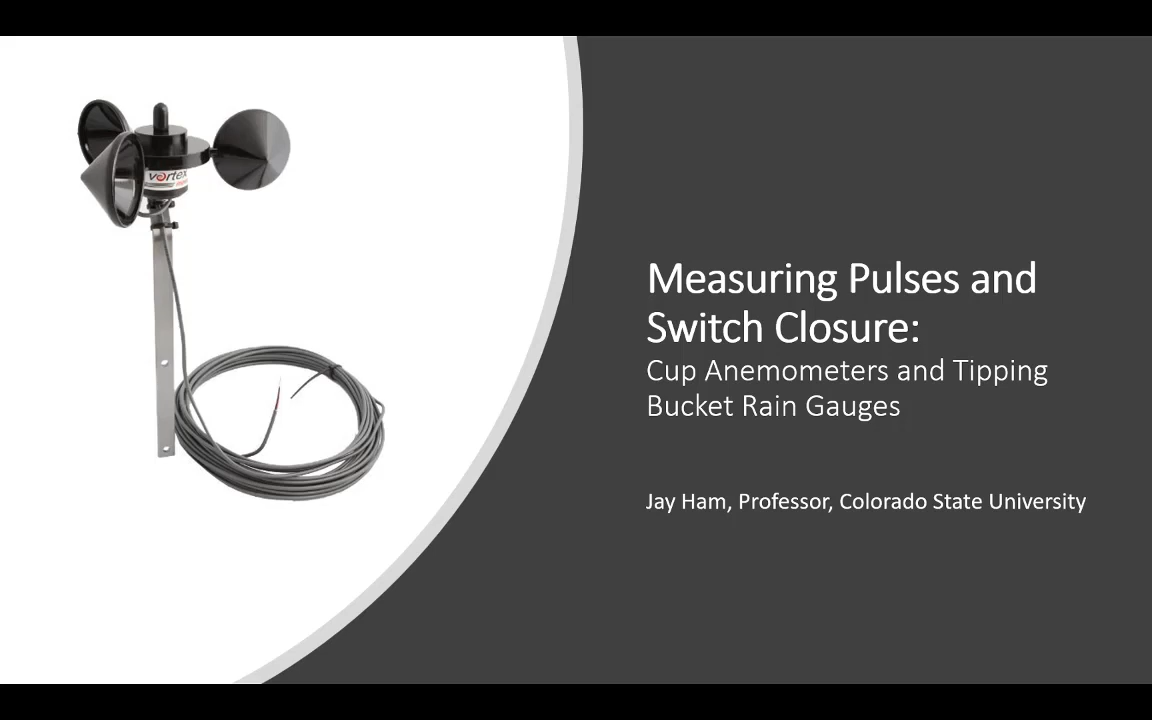 vortex
Measuring Pulses and
Switch Closure:
Cup Anemometers and Tipping
Bucket Rain Gauges
Jay Ham, Professor, Colorado State University